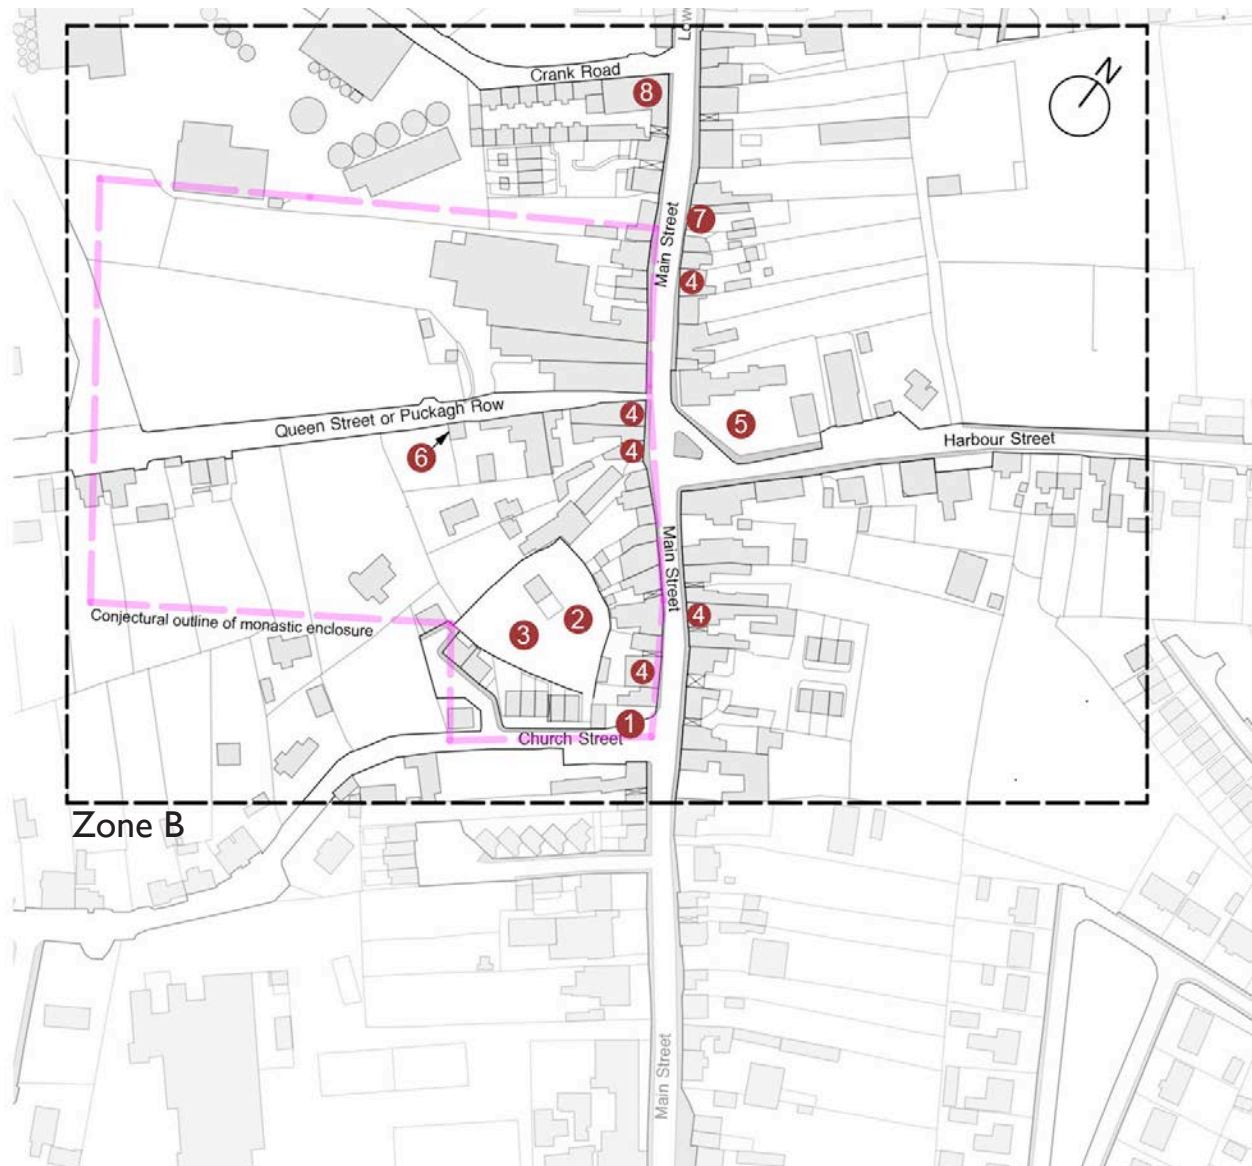 Lowe
Crank Road
8
N
Main Street
7
4
Queen Street or Puckagh Row
4
4
5
6
Harbour Street
Main Street
Conjectural outline of monastic enclosure
2
3
4
4
1
Church Street
Zone B
Main Street